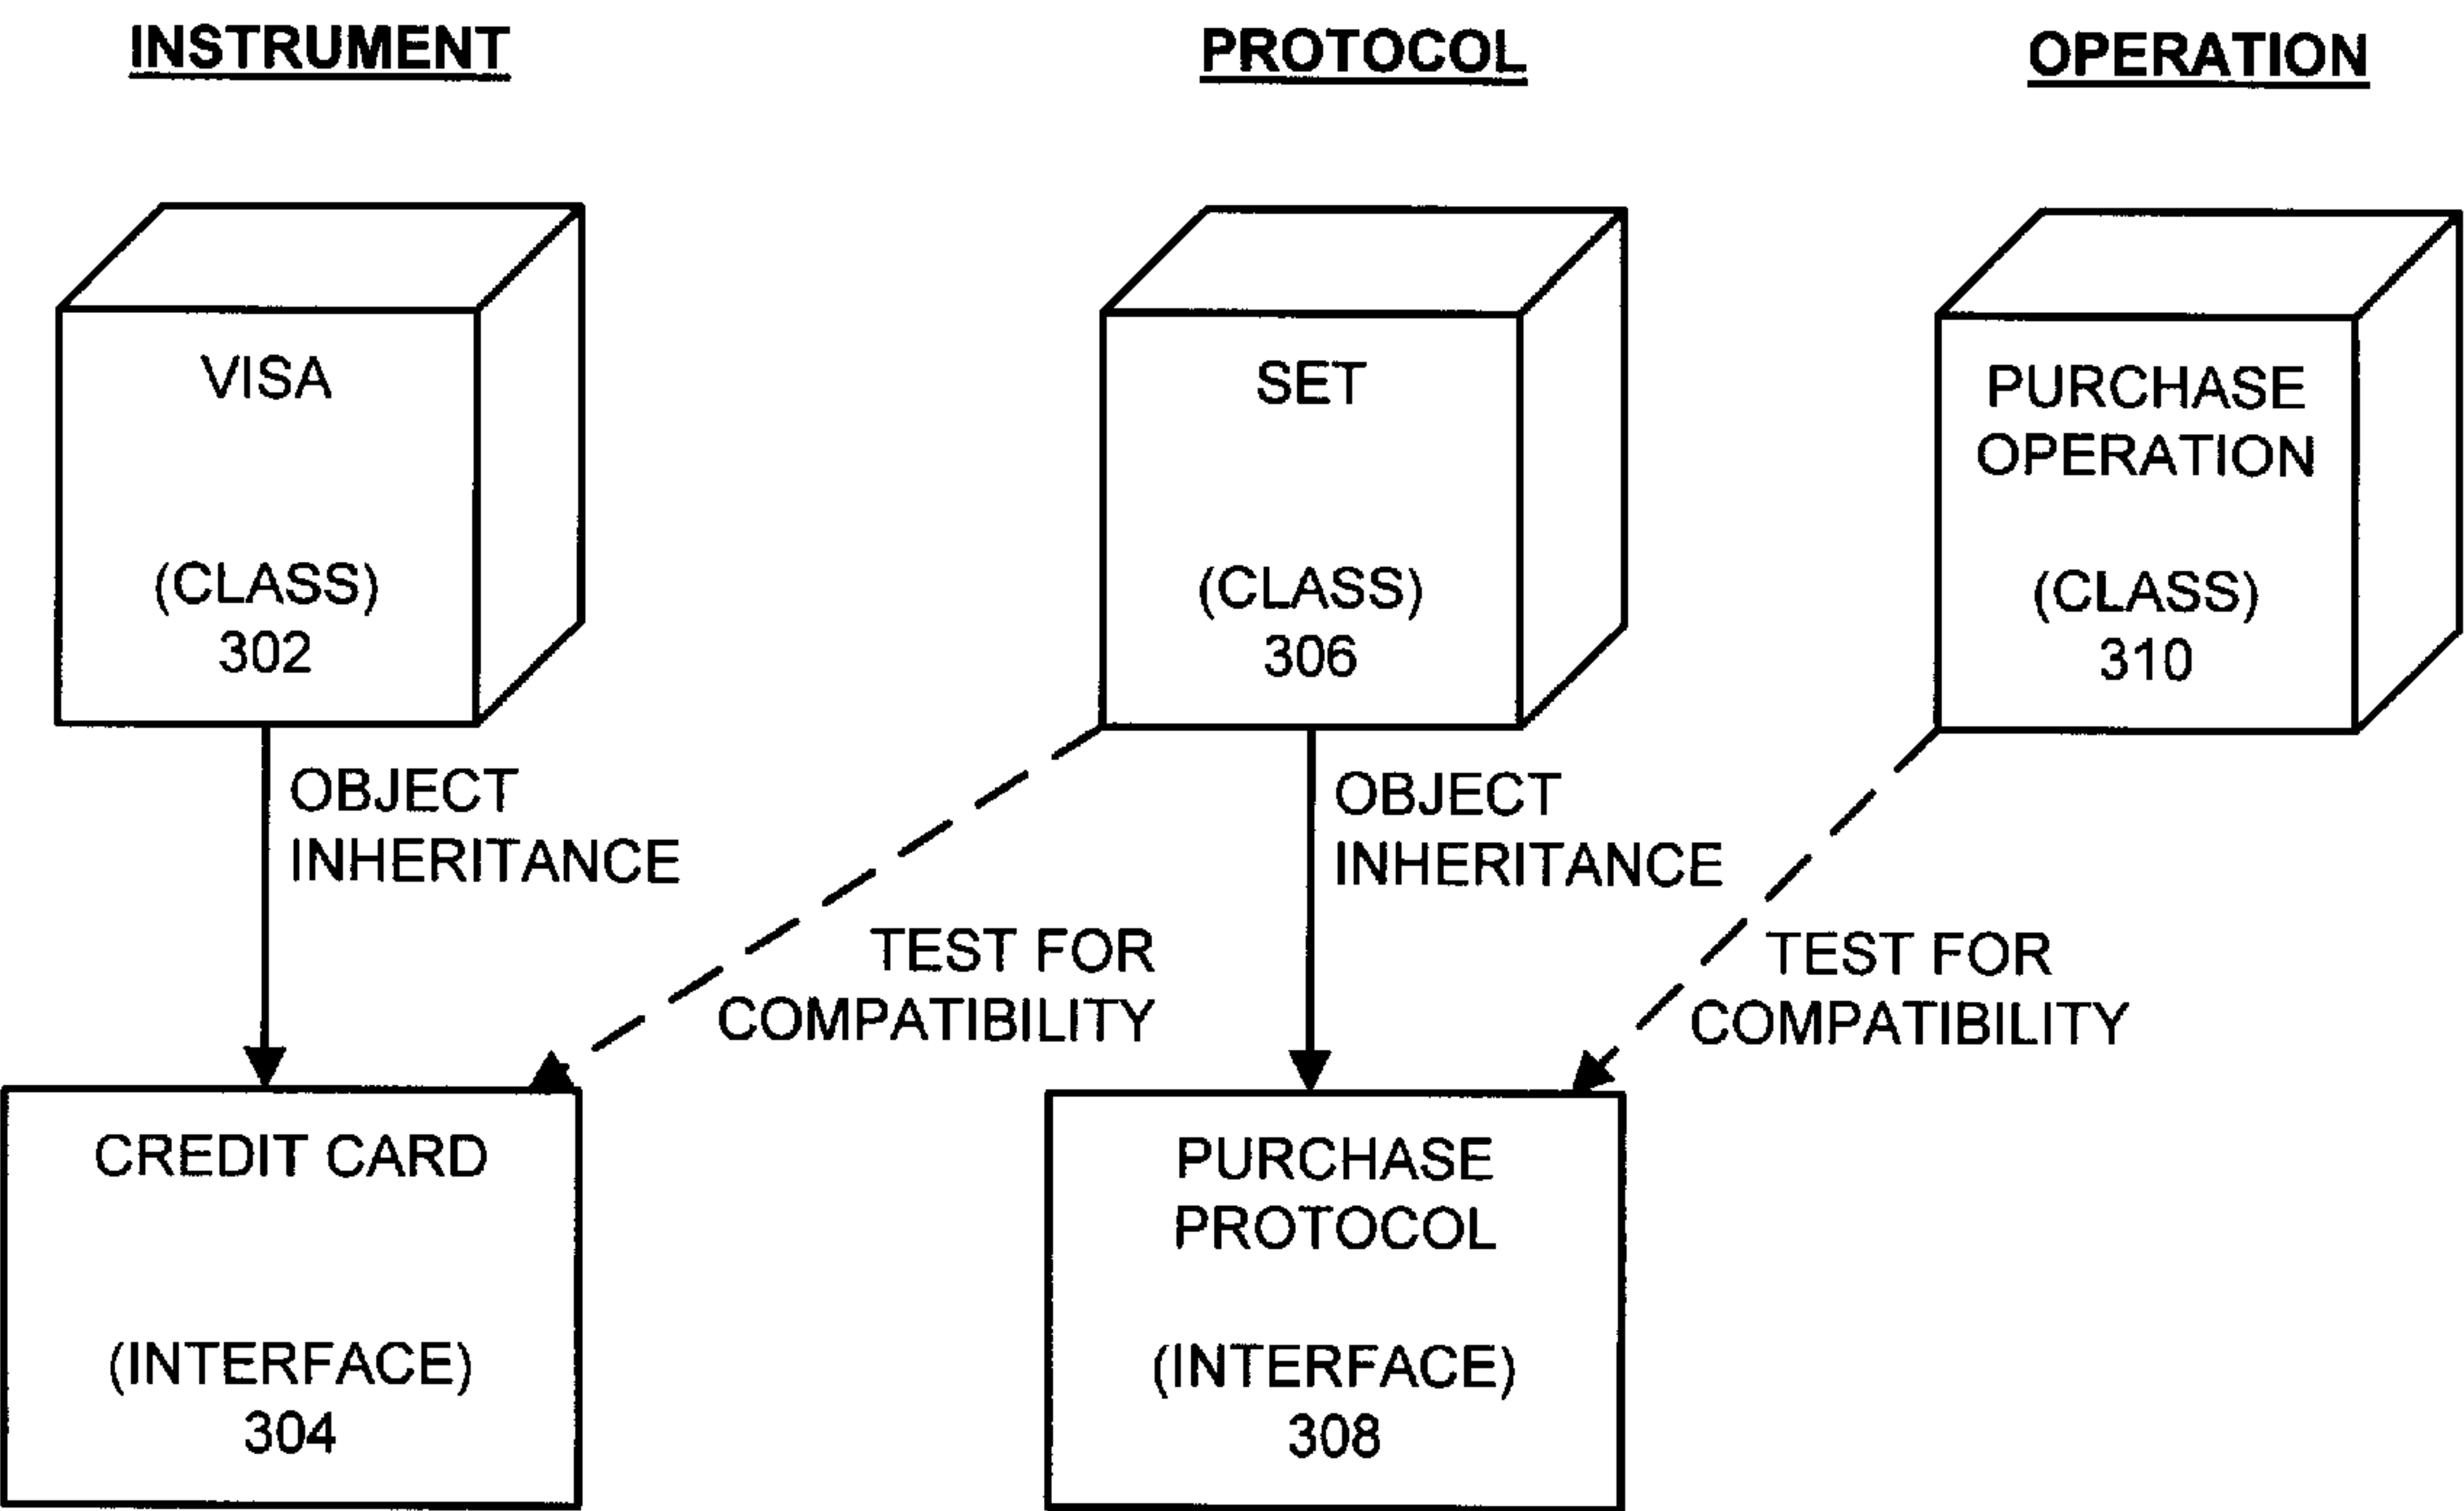 INSTRUMENT
PROTOCOL
OPERATION
VISA
(CLASS)
302
SET
(CLASS)
306
PURCHASE
OPERATION
(CLASS)
310
OBJECT
INHERITANCE
TEST FOR
COMPATIBILITY
OBJECT
INHERITANCE
TEST FOR
COMPATIBILITY
CREDIT CARD
(INTERFACE)
304
PURCHASE
PROTOCOL
(INTERFACE)
308